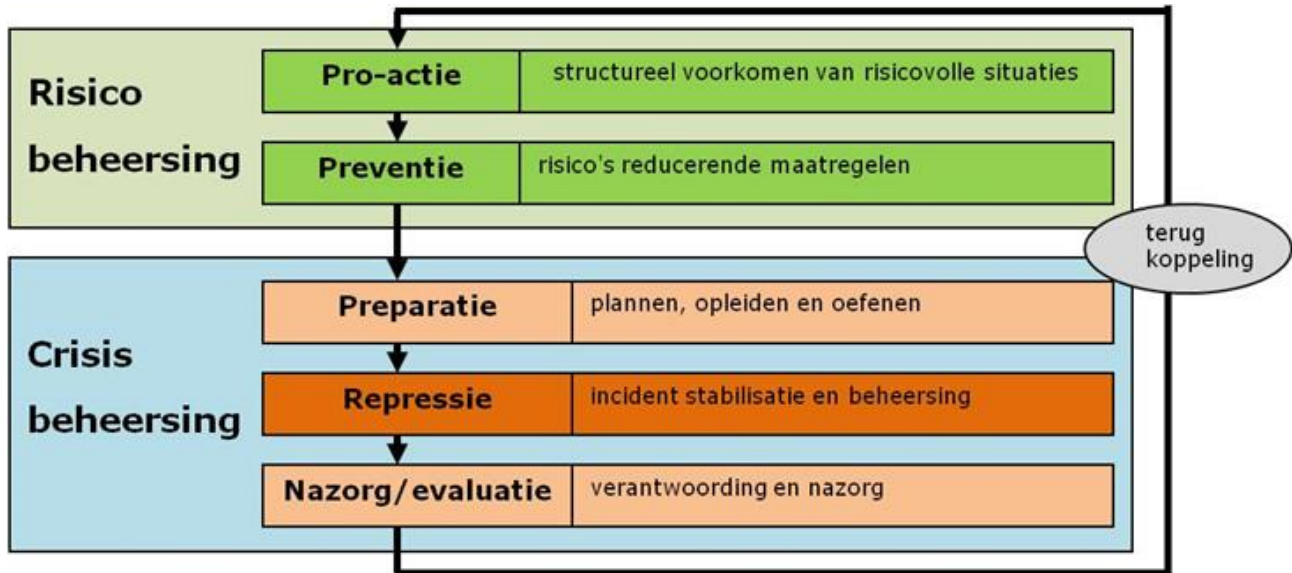 Risico
beheersing
Pro-actie
structureel voorkomen van risicovolle situaties
Preventie
risico's reducerende maatregelen
terug
koppeling
Crisis
beheersing
Preparatie
plannen, opleiden en oefenen
Repressie
incident stabilisatie en beheersing
Nazorg/evaluatie
verantwoording en nazorg